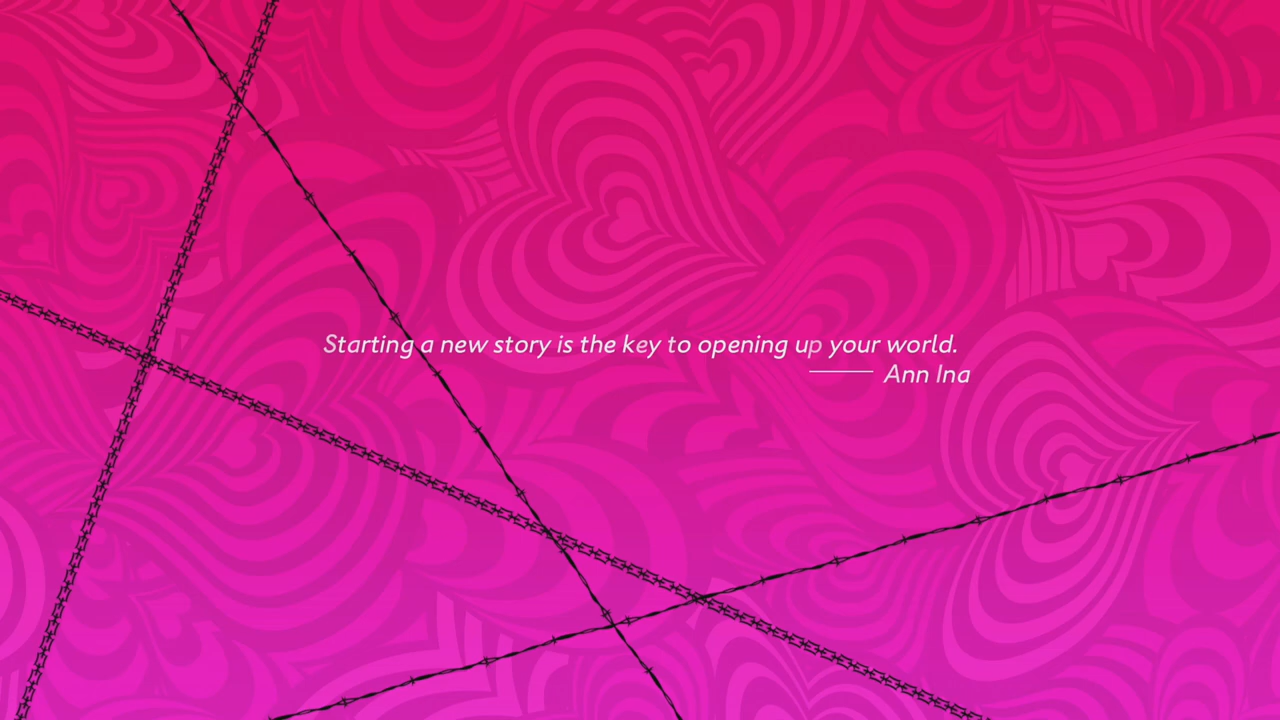 Starting a new story is the key to opening up your world.
—— Ann Ina